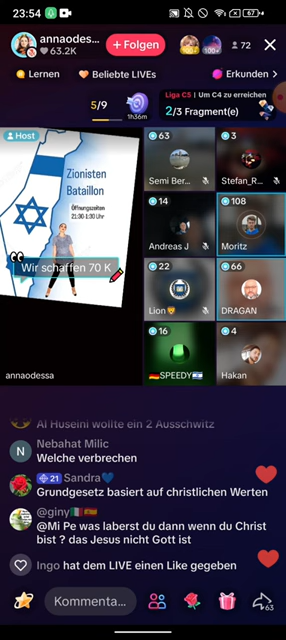 23:54
67
annaodes...
63.2K
+ Folgen
100+
100+
72
Lernen
Beliebte LIVEs
Erkunden
5/9
1h36m
Liga C5 | Um C4 zu erreichen
2/3 Fragment(e)
Host
Zionisten
Bataillon
Öffnungszeiten
21:30-1:30 Uhr
Wir schaffen 70 K
annaodessa
63
Semi Ber...
3
Stefan_R...
14
Andreas J
108
Moritz
22
Lion🦁
66
DRAGAN
16
🇩🇪SPEEDY🇮🇱
4
Hakan
Al Huseini wollte ein 2 Ausschwitz
N
Nebahat Milic
Welche verbrechen
21 Sandra💙
Grundgesetz basiert auf christlichen Werten
@giny🇮🇹🇪🇸
@Mi Pe was laberst du dann wenn du Christ
bist ? das Jesus nicht Gott ist
Ingo hat dem LIVE einen Like gegeben
Kommenta...
63